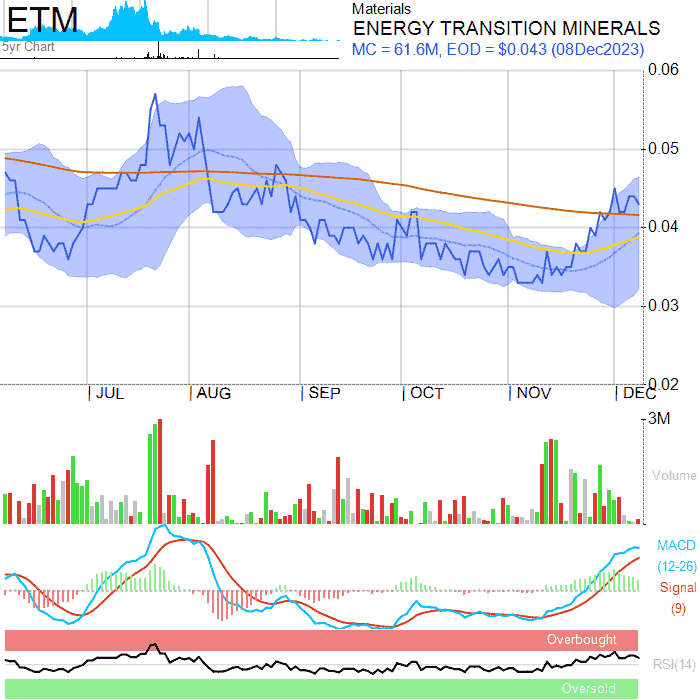 ETM
5yr Chart
Materials
ENERGY TRANSITION MINERALS
MC = 61.6M, EOD = $0.043 (08Dec2023)
0.06
0.05
0.04
0.03
0.02
JUL AUG SEP OCT NOV DEC
3M
Volume
MACD
(12-26)
Signal
(9)
Overbought
RSI(14)
Oversold